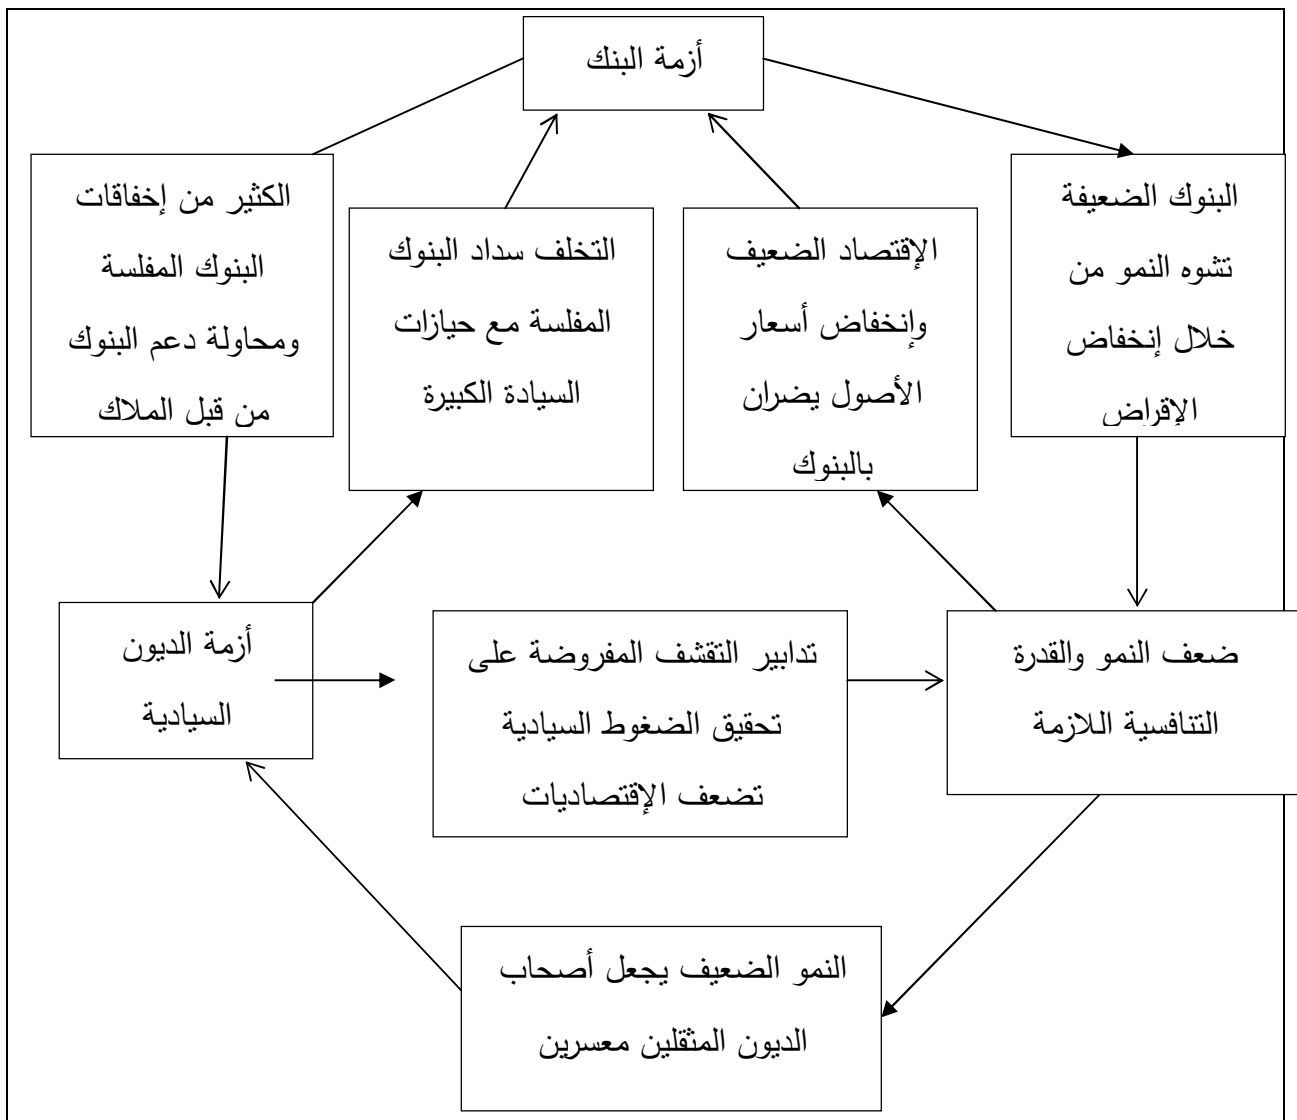 أزمة البنك
البنوك الضعيفة
تشوه النمو من
خلال إنخفاض
الإقراض
الإقتصاد الضعيف
وإنخفاض أسعار
الأصول يضران
بالبنوك
التخلف سداد البنوك
المفلسة مع حيازات
السيادة الكبيرة
الكثير من إخفاقات
البنوك المفلسة
ومحاولة دعم البنوك
من قبل الملاك
ضعف النمو والقدرة
التنافسية اللازمة
تدابير التقشف المفروضة على
تحقيق الضغوط السيادية
تضعف الإقتصاديات
أزمة الديون
السيادية
النمو الضعيف يجعل أصحاب
الديون المثقلين معسرين